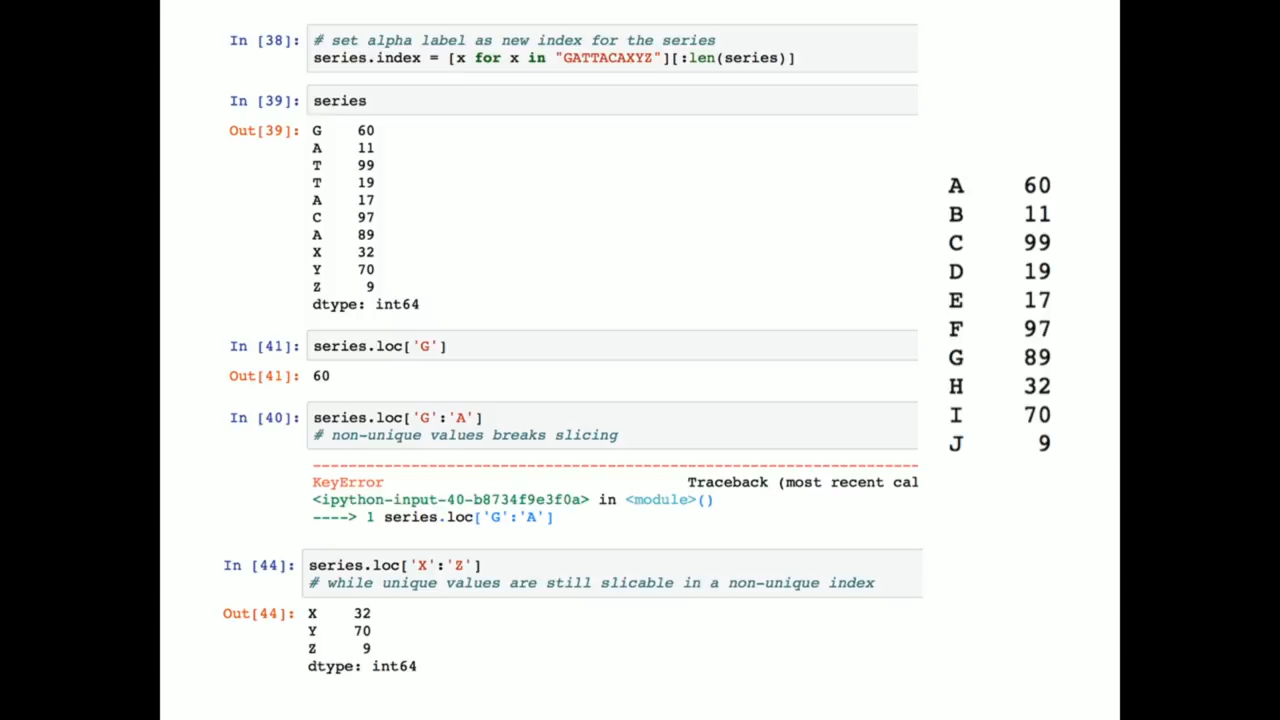 In [38]: # set alpha label as new index for the series
series.index = [x for x in "GATTACAXYZ"][:len(series)]
In [39]: series
Out[39]: G 60
A 11
T 99
T 19
A 17
C 97
A 89
X 32
Y 70
Z 9
dtype: int64
In [41]: series.loc['G']
Out[41]: 60
In [40]: series.loc['G':'A']
# non-unique values breaks slicing
---------------------------------------------------------------------------
KeyError Traceback (most recent cal
<ipython-input-40-b8734f9e3f0a> in <module>()
----> 1 series.loc['G':'A']
In [44]: series.loc['X':'Z']
# while unique values are still slicable in a non-unique index
Out[44]: X 32
Y 70
Z 9
dtype: int64
A 60
B 11
C 99
D 19
E 17
F 97
G 89
H 32
I 70
J 9